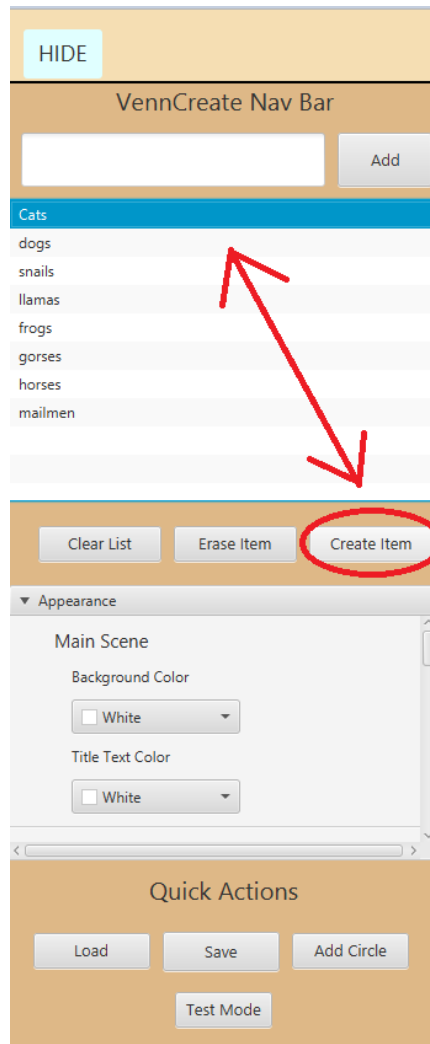 HIDE
VennCreate Nav Bar
Add
Cats
dogs
snails
llamas
frogs
gorses
horses
mailmen
Clear List Erase Item Create Item
Appearance
Main Scene
Background Color
White
Title Text Color
White
Quick Actions
Load Save Add Circle
Test Mode